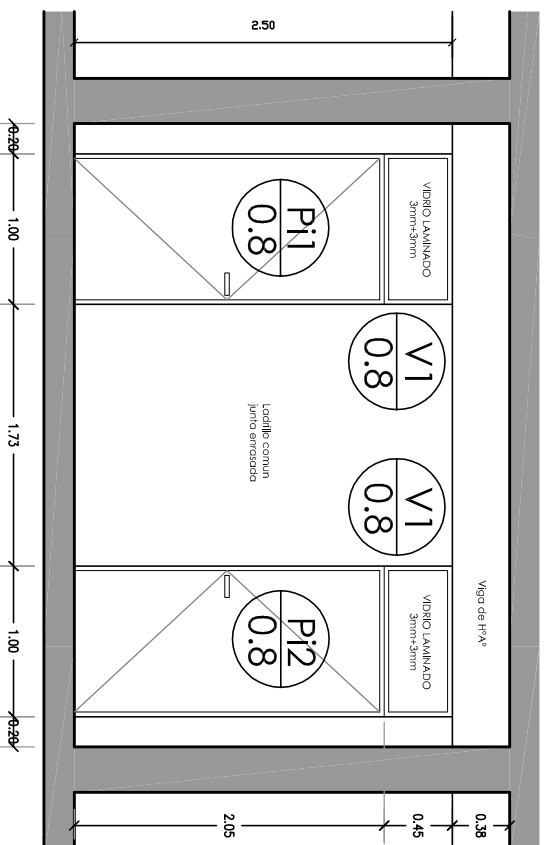 Viga de HºAº
0.38
VIDRIO LAMINADO
3mm+3mm
V1
0.8
V1
0.8
VIDRIO LAMINADO
3mm+3mm
0.45
2.50
Pi1
0.8
Ladrillo comun
junta enrasada
Pi2
0.8
2.05
0.20
1.00
1.73
1.00
0.20